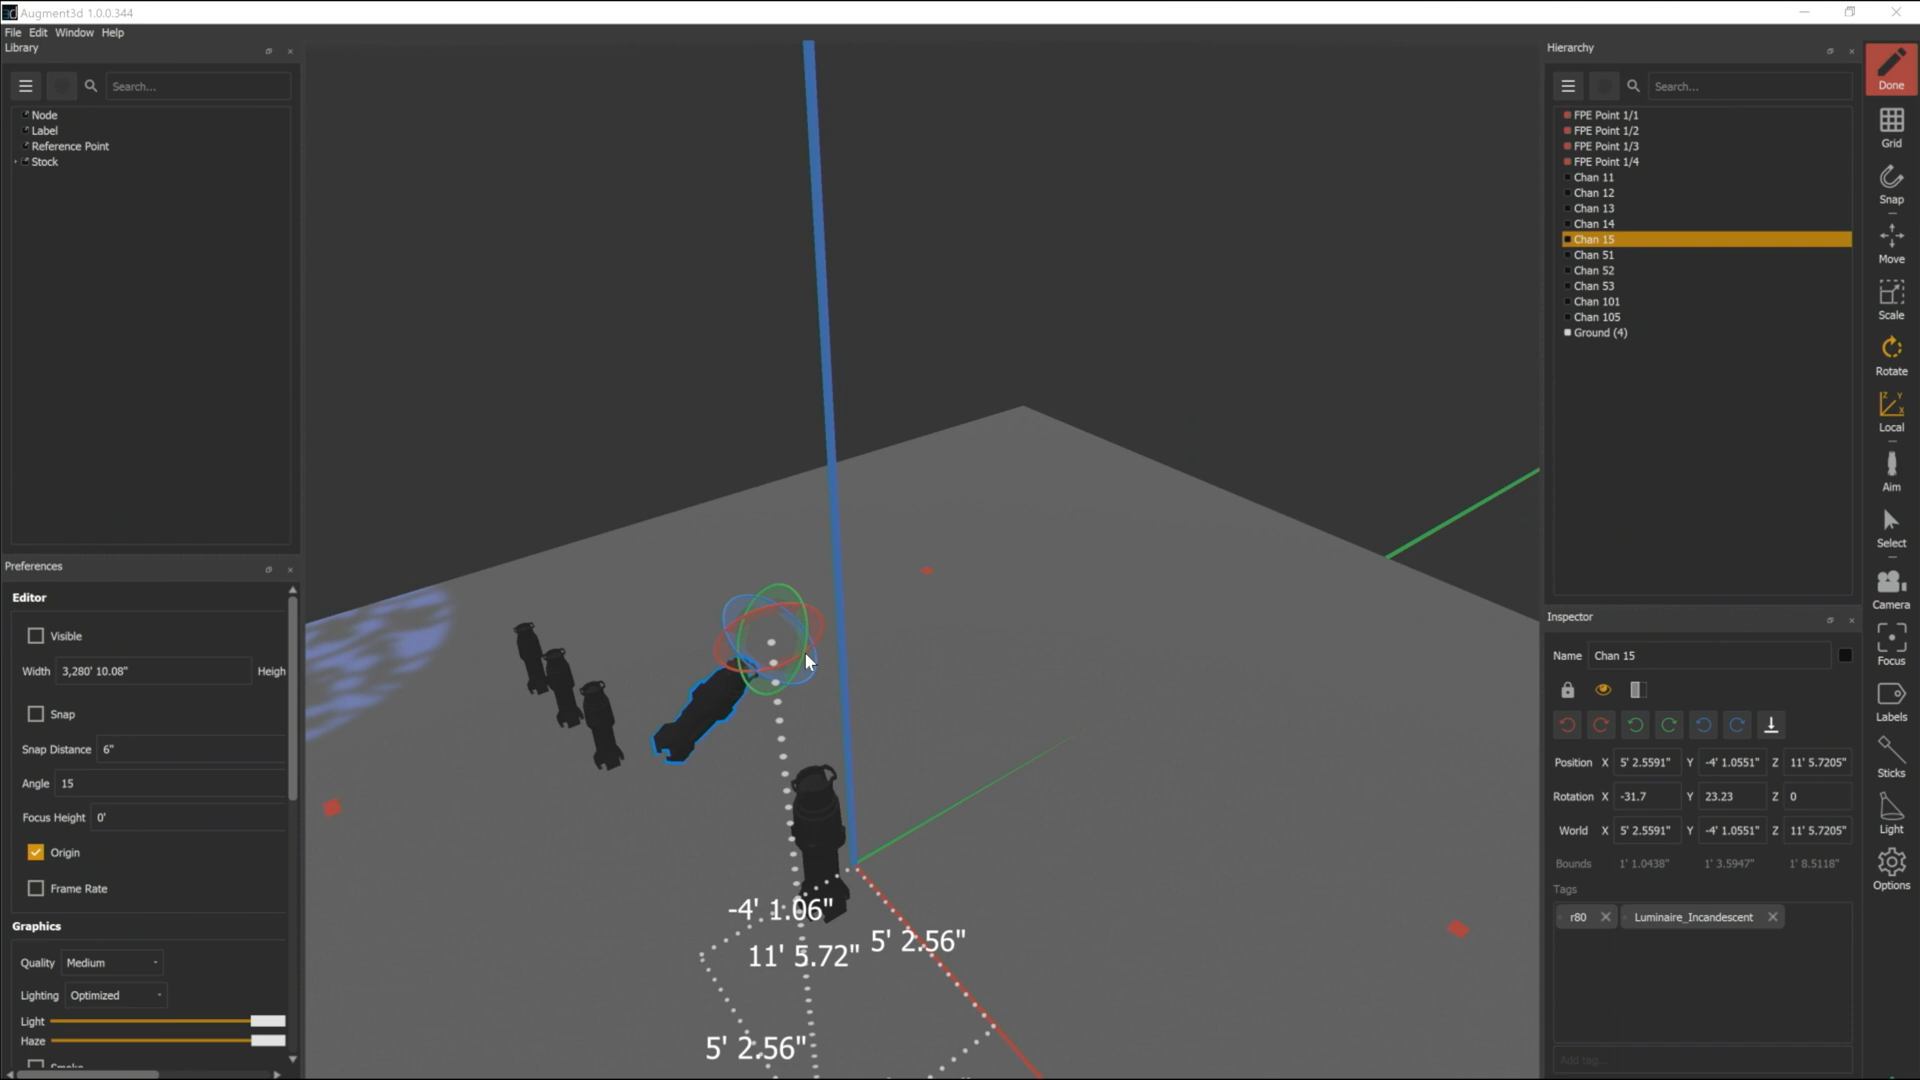 Augment3d 1.0.0.344
File Edit Window Help
Library
Search...
Node
Label
Reference Point
Stock
Preferences
Editor
Visible
Width 3,280' 10.08" Heigh
Snap
Snap Distance 6"
Angle 15
Focus Height 0'
Origin
Frame Rate
Graphics
Quality Medium
Lighting Optimized
Light
Haze
Smoke
-4' 1.06"
11' 5.72"
5' 2.56"
5' 2.56"
Hierarchy
Search...
FPE Point 1/1
FPE Point 1/2
FPE Point 1/3
FPE Point 1/4
Chan 11
Chan 12
Chan 13
Chan 14
Chan 15
Chan 51
Chan 52
Chan 53
Chan 101
Chan 105
Ground (4)
Inspector
Name Chan 15
Position X 5' 2.5591" Y -4' 1.0551" Z 11' 5.7205"
Rotation X -31.7 Y 23.23 Z 0
World X 5' 2.5591" Y -4' 1.0551" Z 11' 5.7205"
Bounds 1' 1.0438" 1' 3.5947" 1' 8.5118"
Tags
r80 Luminaire_Incandescent
Add tag...
Done
Grid
Snap
Move
Scale
Rotate
Z Y X
Local
Aim
Select
Camera
Focus
Labels
Sticks
Light
Options